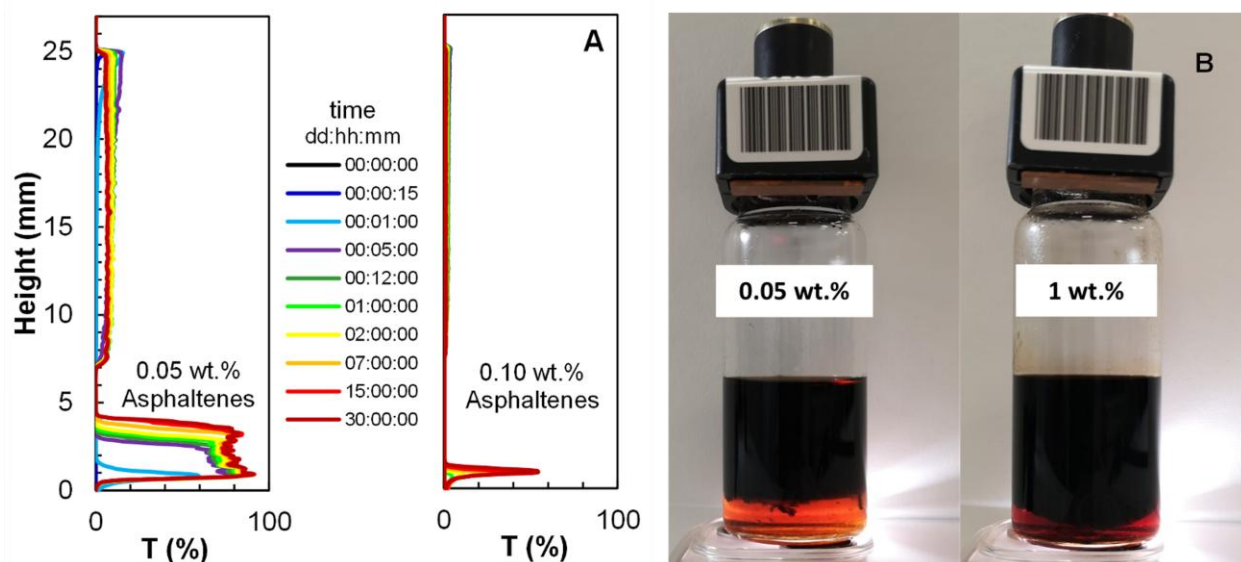 A
25
20
15
10
5
0
Height (mm)
0.05 wt.%
Asphaltenes
0 100
T (%)
time
dd:hh:mm
00:00:00
00:00:15
00:01:00
00:05:00
00:12:00
01:00:00
02:00:00
07:00:00
15:00:00
30:00:00
0.10 wt.%
Asphaltenes
0 100
T (%)
B
0.05 wt.%
1 wt.%